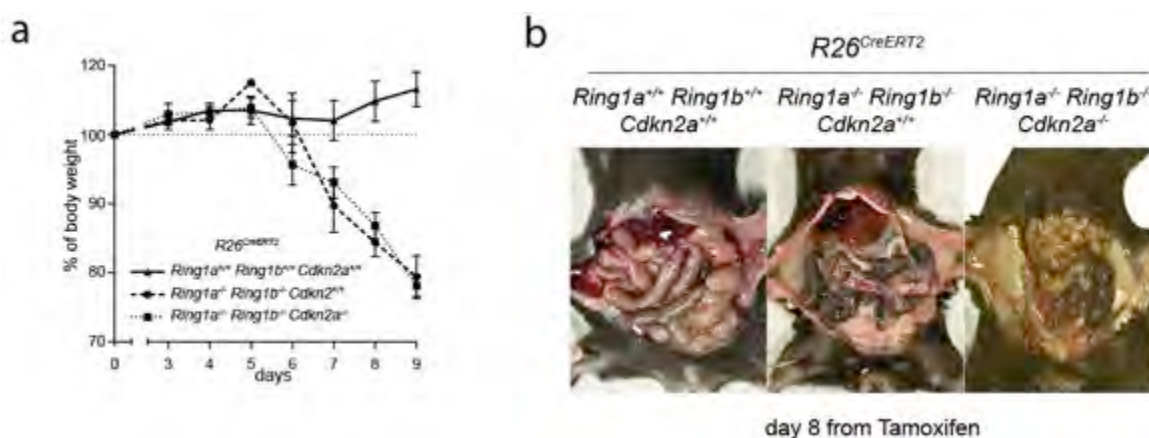 a
120
110
100
90
80
70
% of body weight
R26CreERT2
Ring1a+/+ Ring1b+/+ Cdkn2a+/+
Ring1a-/- Ring1b-/- Cdkn2+/+
Ring1a-/- Ring1b-/- Cdkn2a-/-
0 3 4 5 6 7 8 9
days
b
R26CreERT2
Ring1a+/+ Ring1b+/+
Cdkn2a+/+
Ring1a-/- Ring1b-/-
Cdkn2a+/+
Ring1a-/- Ring1b-/-
Cdkn2a-/-
day 8 from Tamoxifen